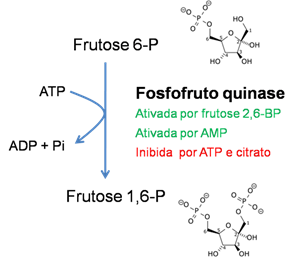 Frutose 6-P
ATP
ADP + Pi
Fosfofruto quinase
Ativada por frutose 2,6-BP
Ativada por AMP
Inibida por ATP e citrato
Frutose 1,6-P